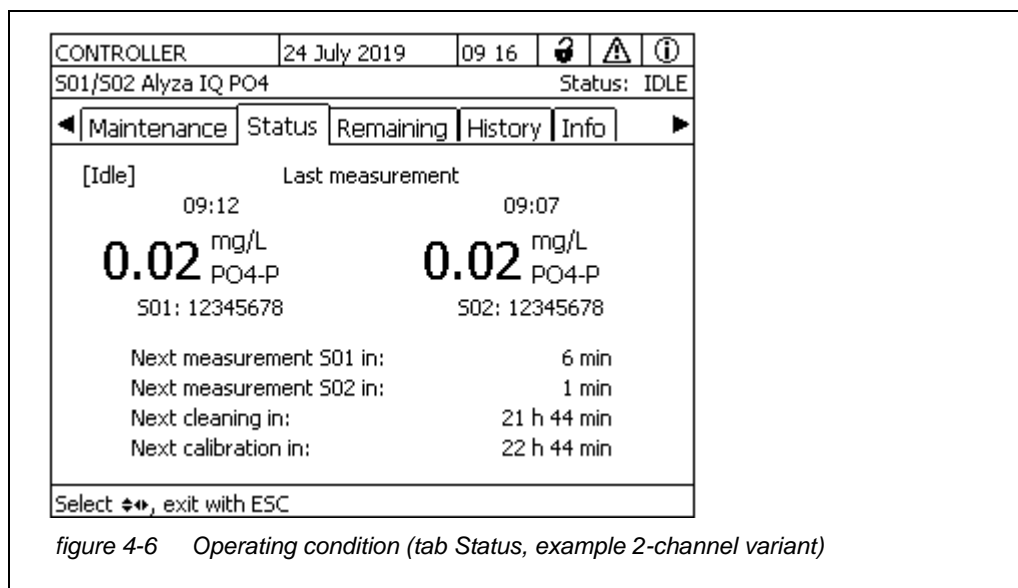 CONTROLLER 24 July 2019 09 16
S01/S02 Alyza IQ PO4 Status: IDLE
Maintenance Status Remaining History Info
[Idle] Last measurement
09:12 09:07
0.02 mg/L PO4-P 0.02 mg/L PO4-P
S01: 12345678 S02: 12345678
Next measurement S01 in: 6 min
Next measurement S02 in: 1 min
Next cleaning in: 21 h 44 min
Next calibration in: 22 h 44 min
Select , exit with ESC
figure 4-6 Operating condition (tab Status, example 2-channel variant)